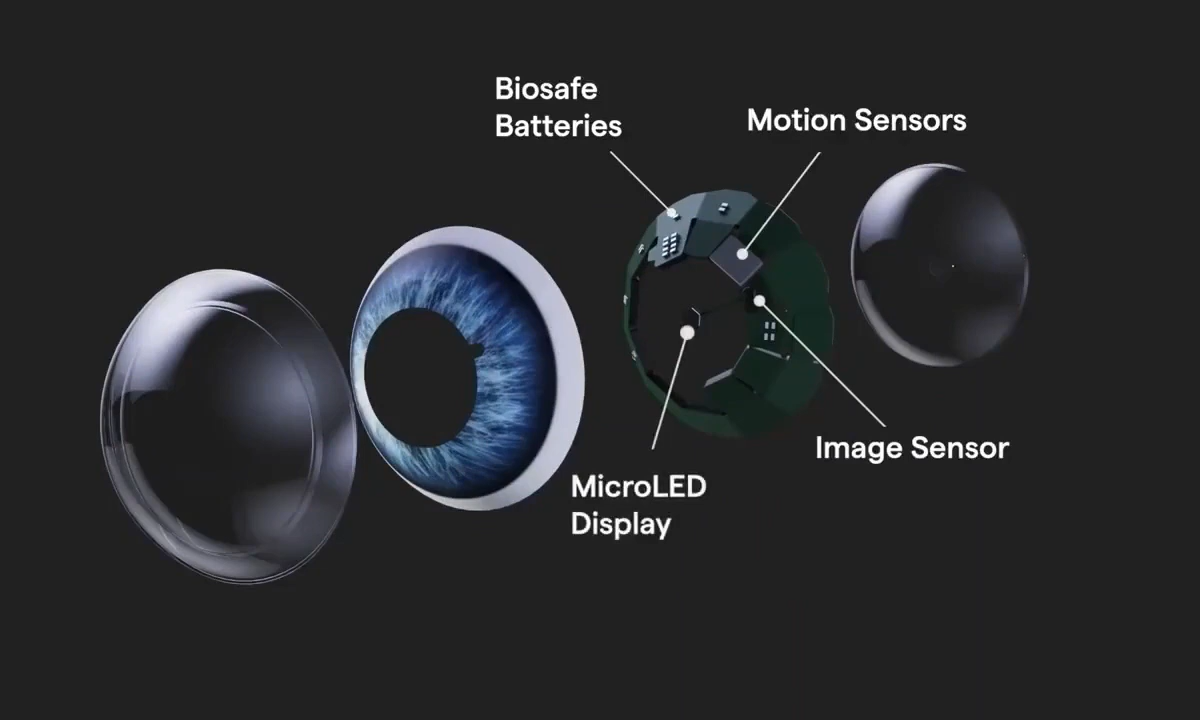 Biosafe
Batteries
Motion Sensors
Image Sensor
MicroLED
Display